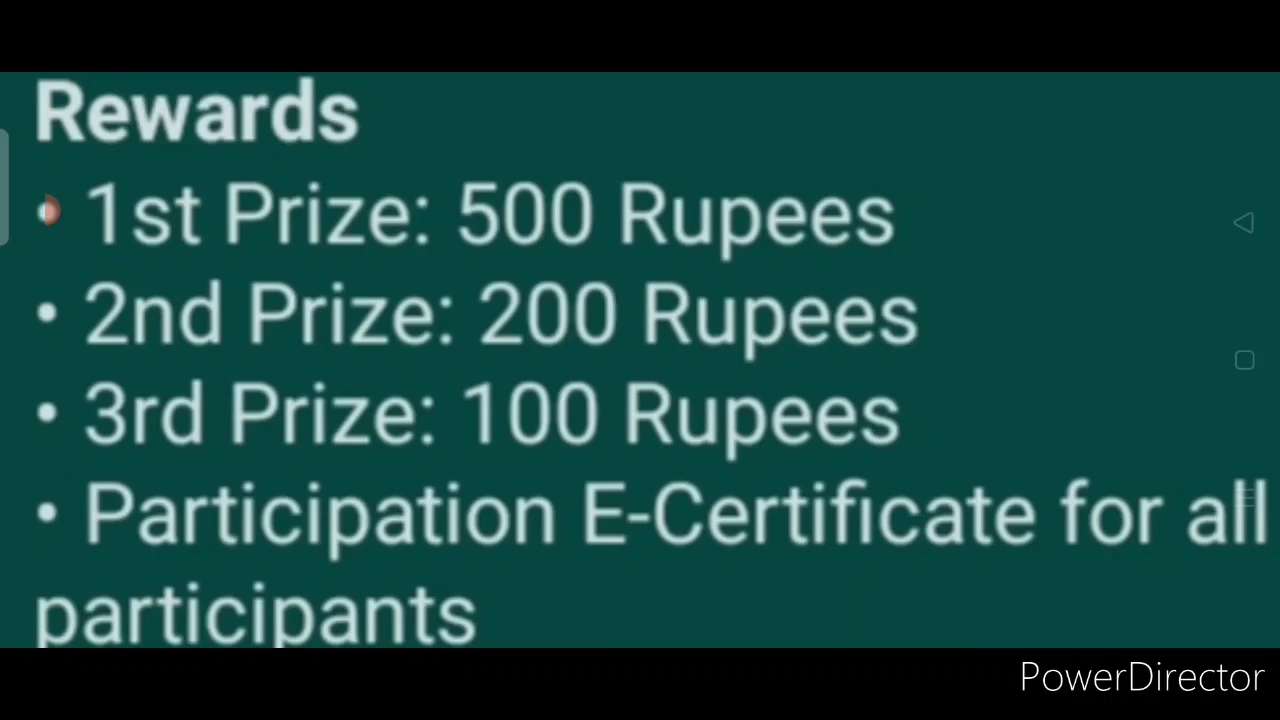 Rewards
• 1st Prize: 500 Rupees
• 2nd Prize: 200 Rupees
• 3rd Prize: 100 Rupees
• Participation E-Certificate for all
participants
PowerDirector